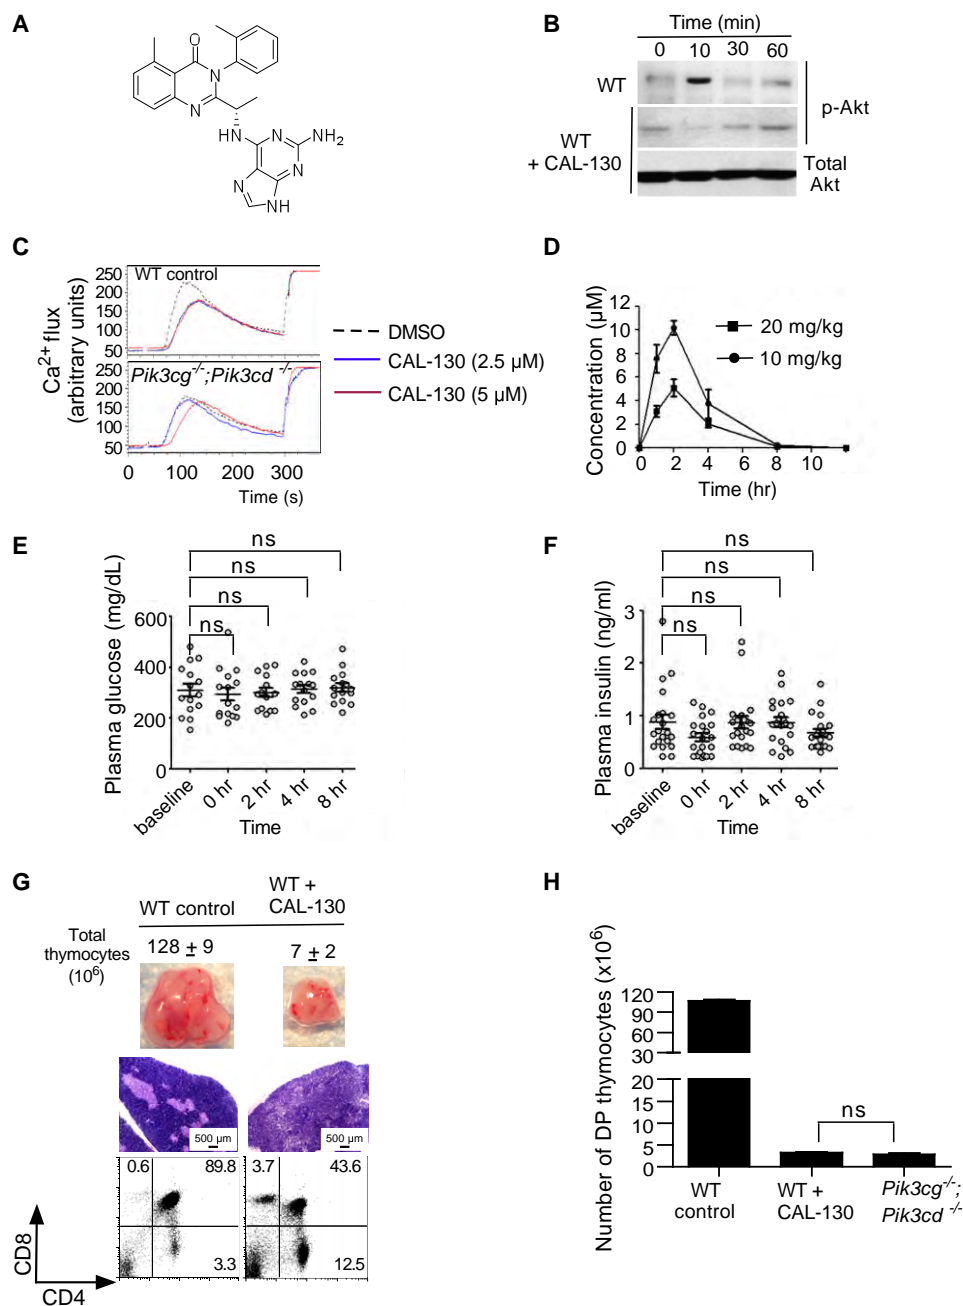 A
O
N
N
HN
N
NH₂
N
N
N
NH
B
Time (min)
0 10 30 60
WT
WT
+ CAL-130
p-Akt
Total
Akt
C
Ca2+ flux
(arbitrary units)
250
200
150
100
50
WT control
250
200
150
100
50
Pik3cg-/-;Pik3cd -/-
0 100 200 300
Time (s)
DMSO
CAL-130 (2.5 µM)
CAL-130 (5 µM)
D
Concentration (µM)
12
10
8
6
4
2
0
0 2 4 6 8 10
Time (hr)
20 mg/kg
10 mg/kg
E
Plasma glucose (mg/dL)
ns
ns
ns
ns
600
400
200
0
baseline 0 hr 2 hr 4 hr 8 hr
Time
F
Plasma insulin (ng/ml)
ns
ns
ns
ns
3
2
1
0
baseline 0 hr 2 hr 4 hr 8 hr
Time
G
WT control
WT +
CAL-130
Total
thymocytes
(10⁶)
128 ± 9
7 ± 2
500 µm
500 µm
0.6 89.8
3.3
3.7 43.6
12.5
CD8
CD4
H
Number of DP thymocytes (x10⁶)
120
90
60
30
20
15
10
5
0
ns
WT
control
WT +
CAL-130
Pik3cg-/-;
Pik3cd -/-